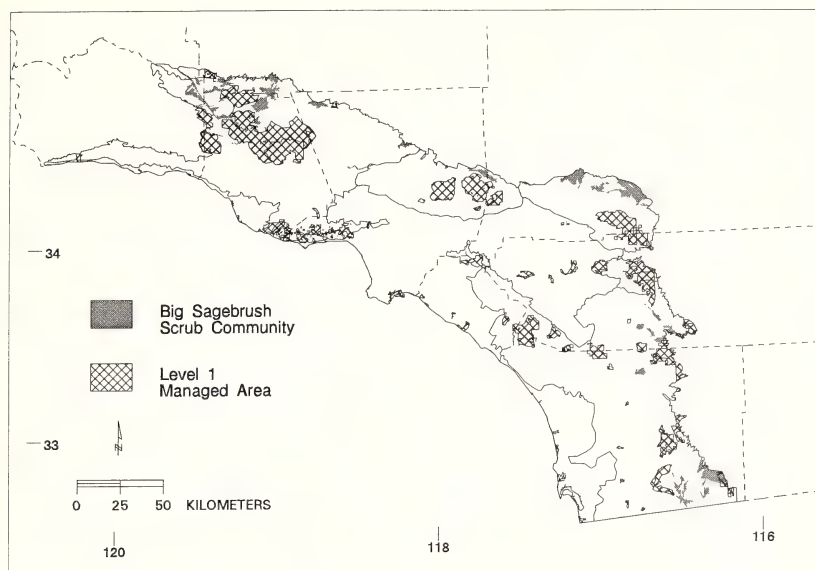 34
Big Sagebrush
Scrub Community
Level 1
Managed Area
N
33
0 25 50 KILOMETERS
120
118
116